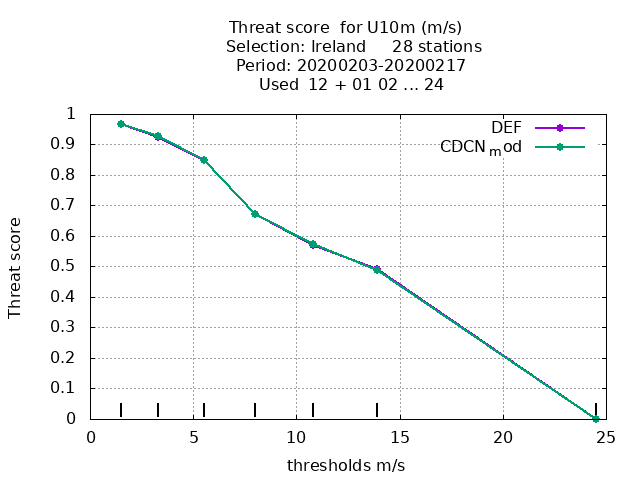 Threat score  for U10m (m/s)
Selection: Ireland     28 stations
Period: 20200203-20200217
Used  12 + 01 02 ... 24
DEF
CDCN_mod
1
0.9
0.8
0.7
0.6
0.5
0.4
0.3
0.2
0.1
0
Threat score
0 5 10 15 20 25
thresholds m/s